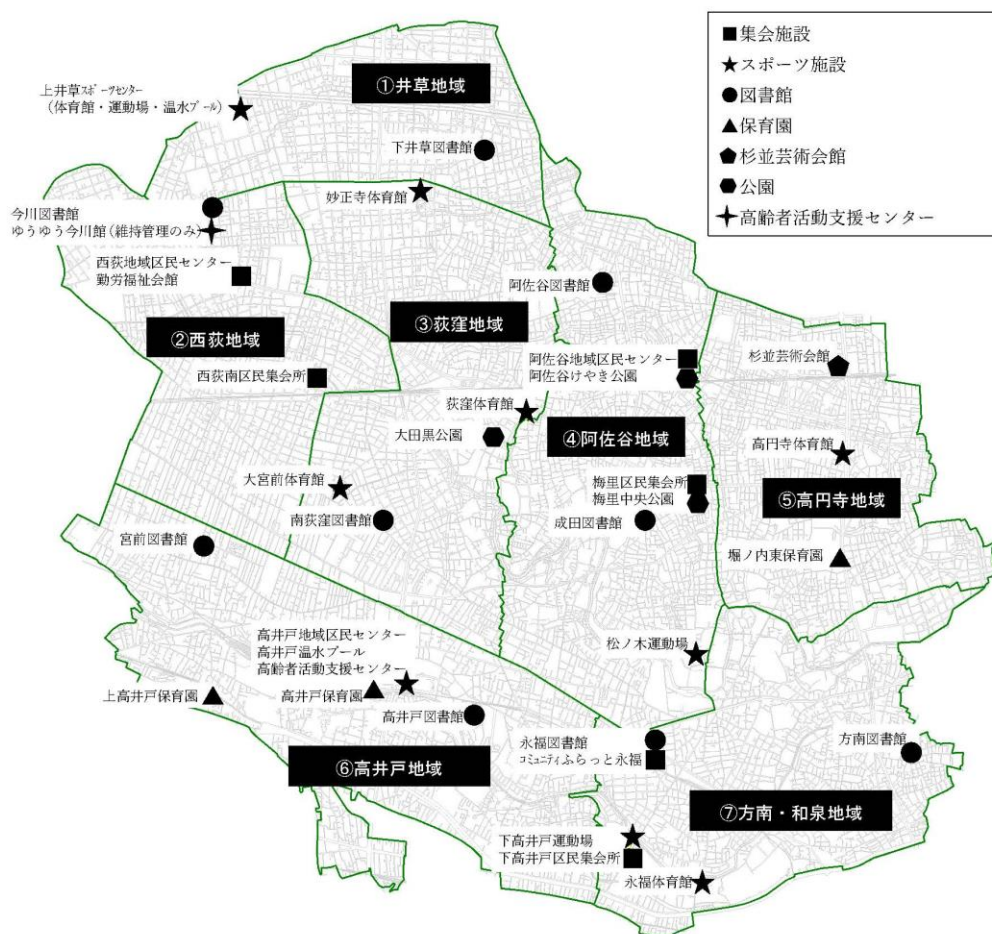 ■集会施設
★スポーツ施設
●図書館
▲保育園
杉並芸術会館
公園
高齢者活動支援センター
①井草地域
上井草スポーツセンター
（体育館・運動場・温水プール）
下井草図書館
妙正寺体育館
今川図書館
ゆうゆう今川館（維持管理のみ）
西荻地域区民センター
勤労福祉会館
阿佐谷図書館
③荻窪地域
②西荻地域
阿佐谷地域区民センター
阿佐谷けやき公園
杉並芸術会館
西荻南区民集会所
荻窪体育館
大田黒公園
④阿佐谷地域
高円寺体育館
大宮前体育館
梅里区民集会所
梅里中央公園
⑤高円寺地域
南荻窪図書館
成田図書館
宮前図書館
堀ノ内東保育園
高井戸地域区民センター
高井戸温水プール
高齢者活動支援センター
松ノ木運動場
上高井戸保育園
高井戸保育園
高井戸図書館
永福図書館
コミュニティふらっと永福
方南図書館
⑥高井戸地域
⑦方南・和泉地域
下高井戸運動場
下高井戸区民集会所
永福体育館